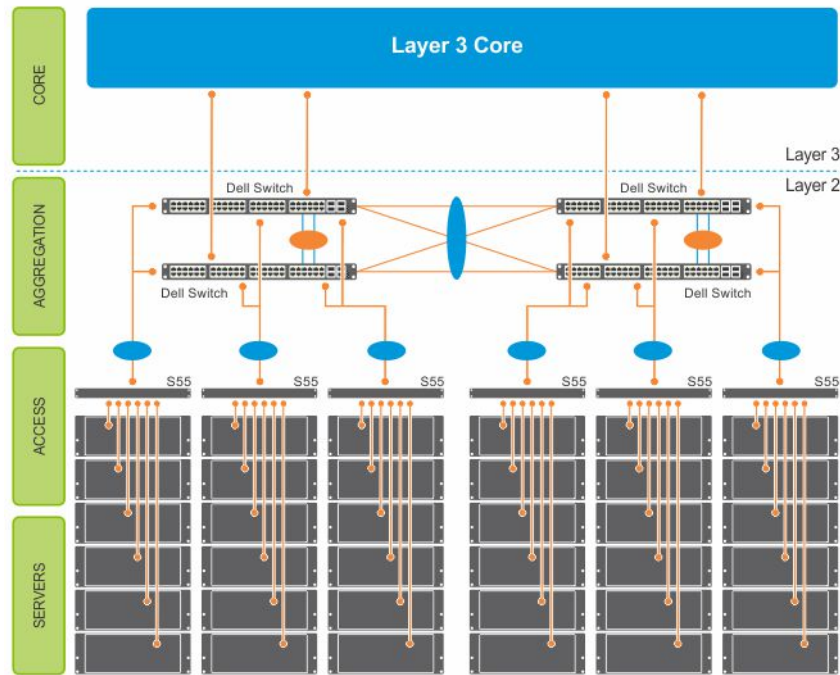 CORE
Layer 3 Core
Layer 3
Layer 2
AGGREGATION
Dell Switch
Dell Switch
Dell Switch
Dell Switch
ACCESS
S55
S55
S55
S55
S55
S55
SERVERS